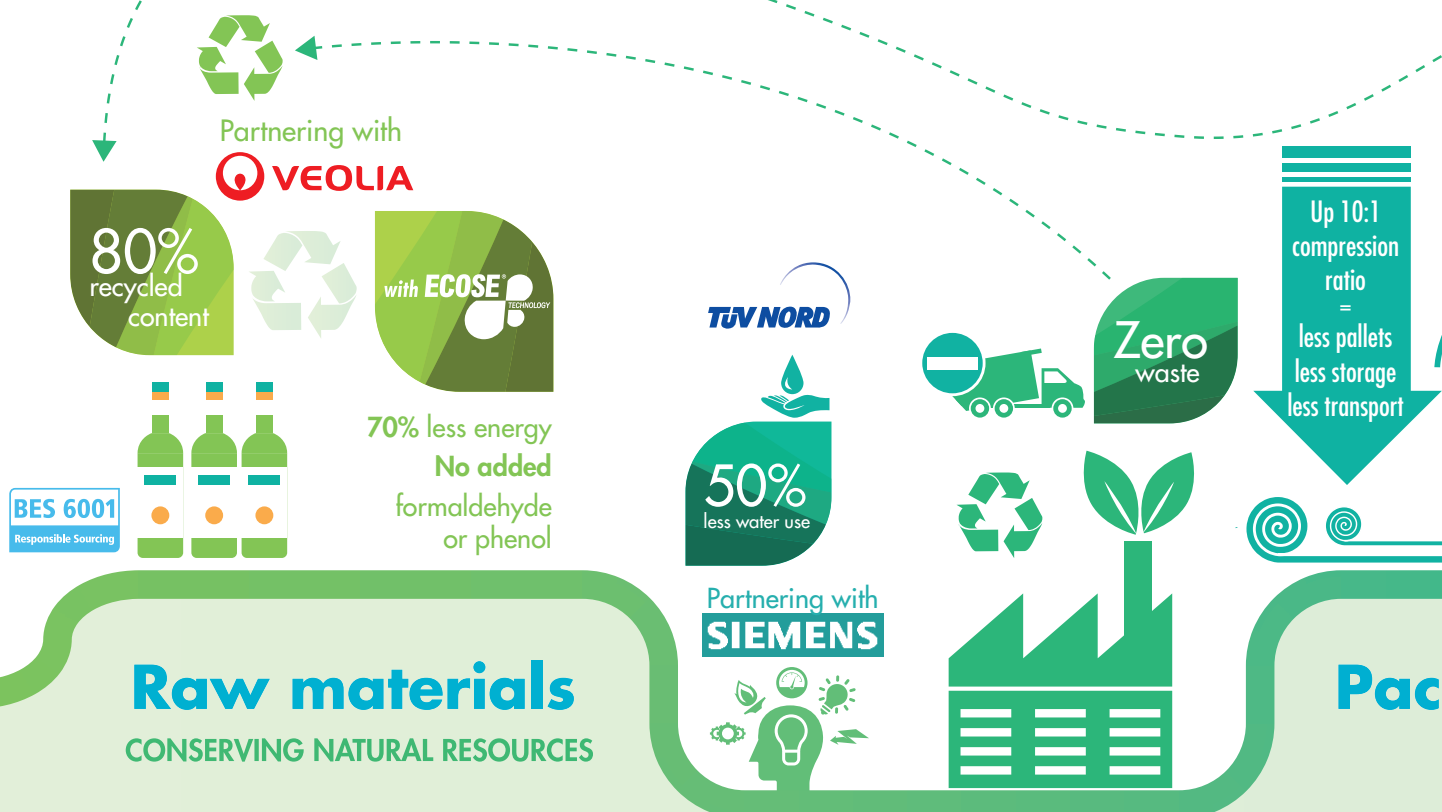 Partnering with
VEOLIA
80%
recycled
content
with ECOSE®
TECHNOLOGY
70% less energy
No added
formaldehyde
or phenol
BES 6001
Responsible Sourcing
Raw materials
CONSERVING NATURAL RESOURCES
TÜV NORD
50%
less water use
Partnering with
SIEMENS
Zero
waste
Up 10:1
compression
ratio
=
less pallets
less storage
less transport
Pac